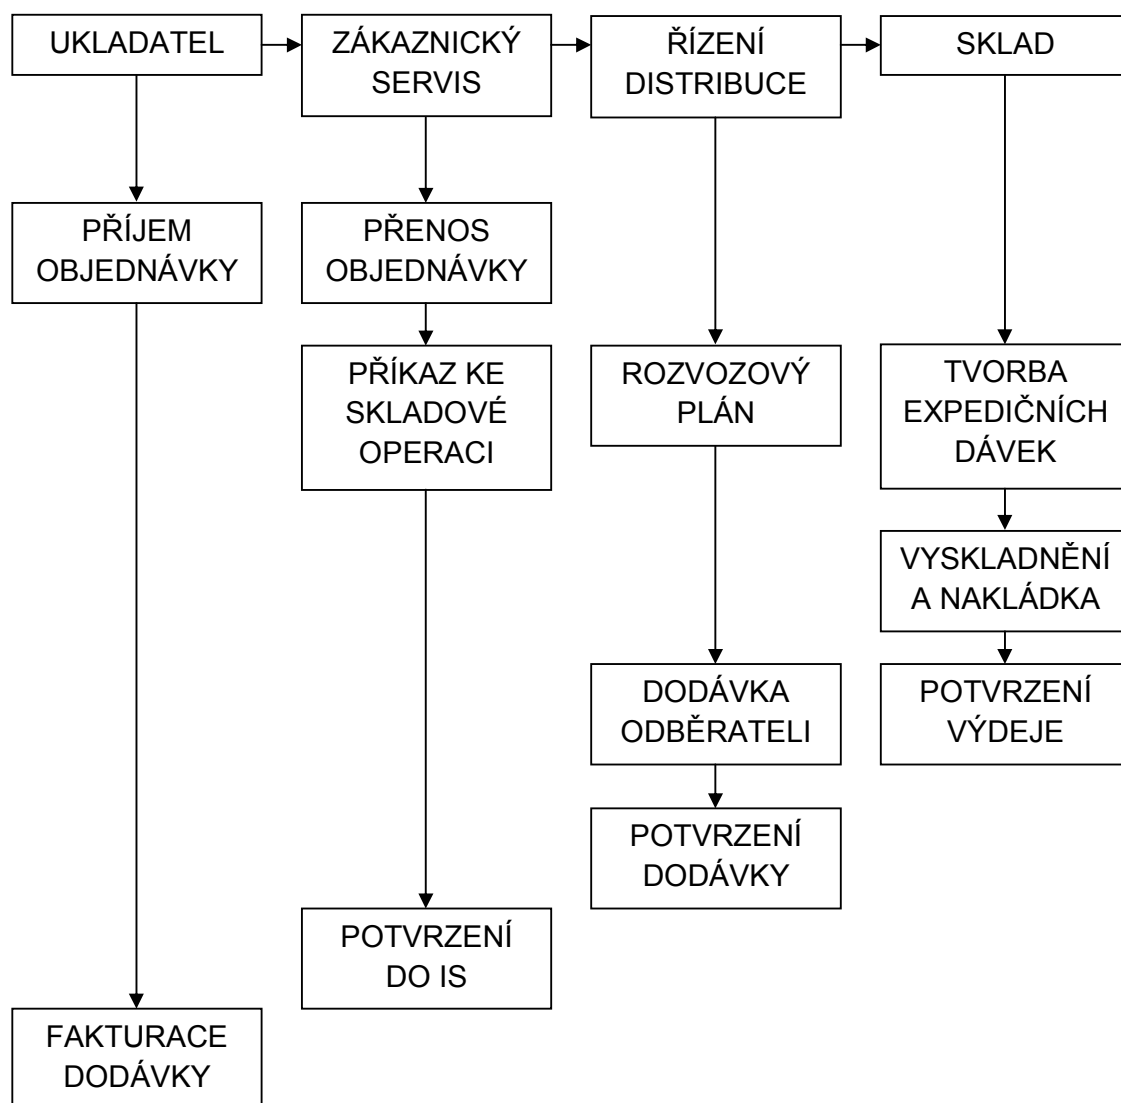 UKLADATEL
ZÁKAZNICKÝ
SERVIS
ŘÍZENÍ
DISTRIBUCE
SKLAD
PŘÍJEM
OBJEDNÁVKY
PŘENOS
OBJEDNÁVKY
PŘÍKAZ KE
SKLADOVÉ
OPERACI
ROZVOZOVÝ
PLÁN
TVORBA
EXPEDIČNÍCH
DÁVEK
VYSKLADNĚNÍ
A NAKLÁDKA
DODÁVKA
ODBĚRATELI
POTVRZENÍ
VÝDEJE
POTVRZENÍ
DODÁVKY
POTVRZENÍ
DO IS
FAKTURACE
DODÁVKY